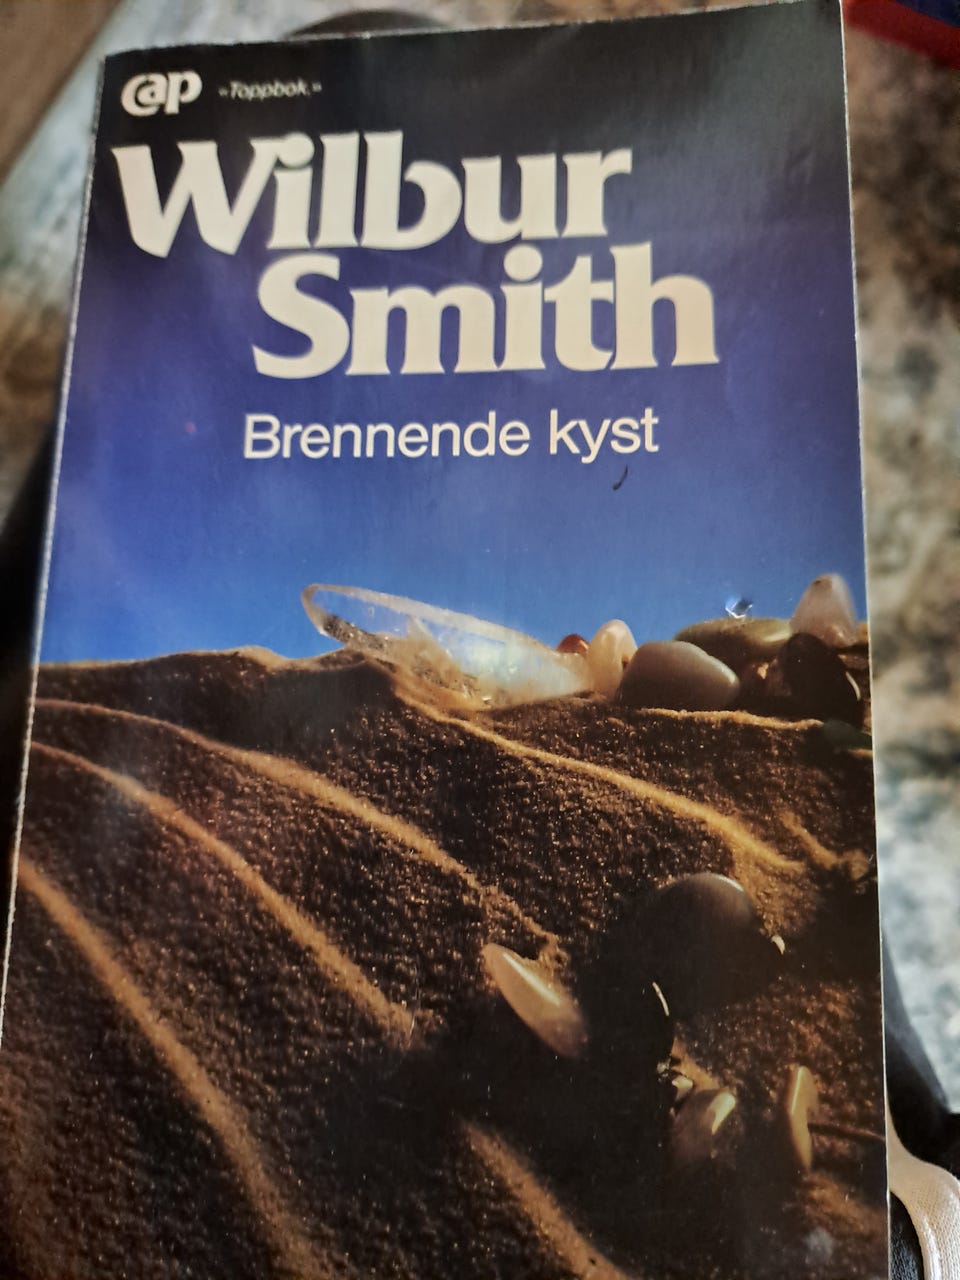 Cap »Toppbok.»
Wilbur
Smith
Brennende kyst